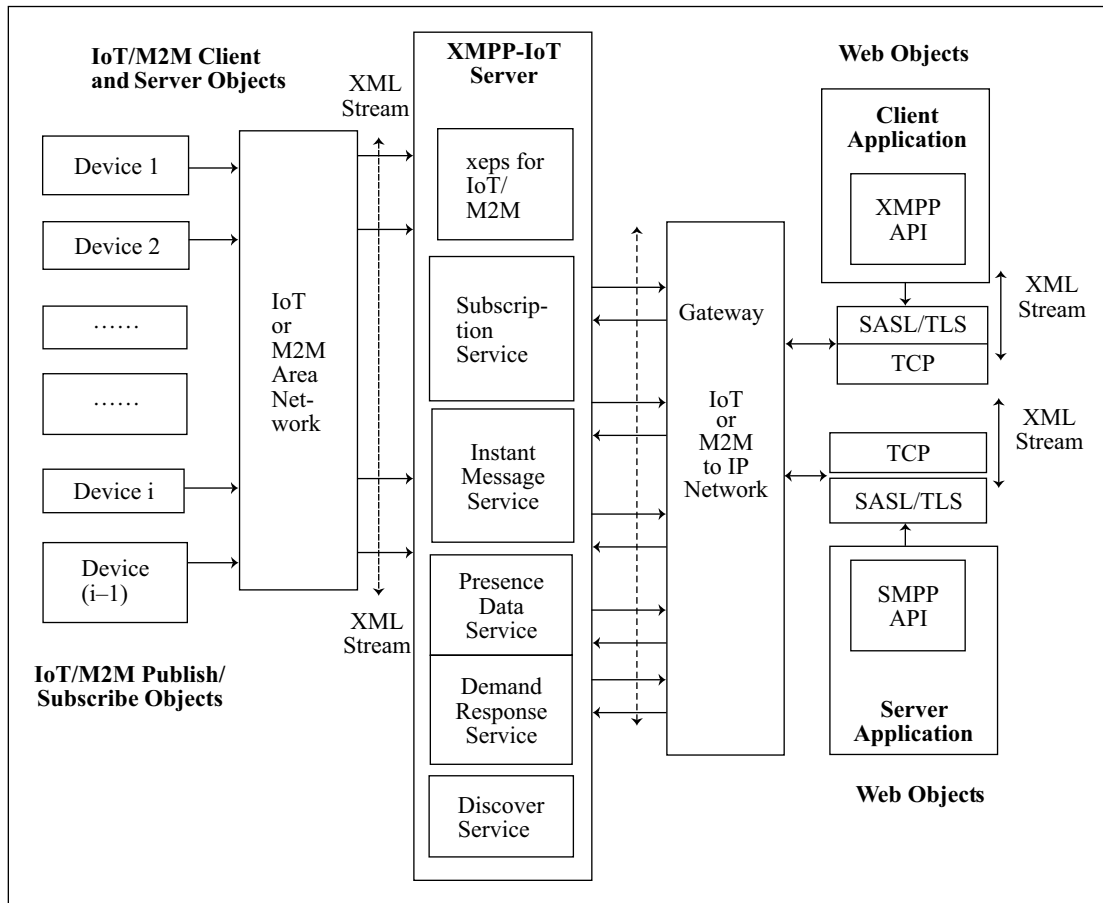 IoT/M2M Client
and Server Objects
Device 1
Device 2
……
……
Device i
Device
(i–1)
IoT/M2M Publish/
Subscribe Objects
IoT
or
M2M
Area
Net-
work
XML
Stream
XML
Stream
XMPP-IoT
Server
xeps for
IoT/
M2M
Subscrip-
tion
Service
Instant
Message
Service
Presence
Data
Service
Demand
Response
Service
Discover
Service
Gateway
IoT
or
M2M
to IP
Network
Web Objects
Client
Application
XMPP
API
SASL/TLS
TCP
XML
Stream
TCP
SASL/TLS
XML
Stream
SMPP
API
Server
Application
Web Objects